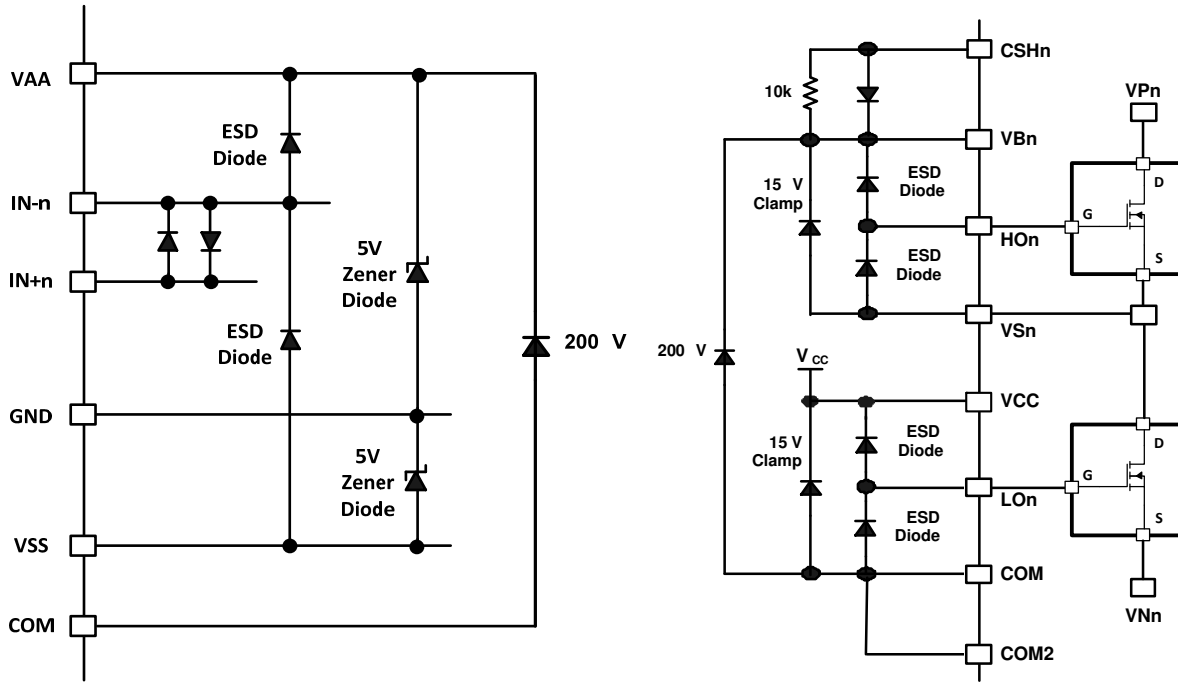 VAA
ESD
Diode
IN-n
IN+n
5V
Zener
Diode
ESD
Diode
200 V
GND
5V
Zener
Diode
VSS
COM
CSHn
10k
VPn
VBn
15 V
Clamp
ESD
Diode
D
G
HOn
ESD
Diode
S
VSn
200 V
V CC
VCC
15 V
Clamp
ESD
Diode
D
G
LOn
ESD
Diode
S
COM
VNn
COM2